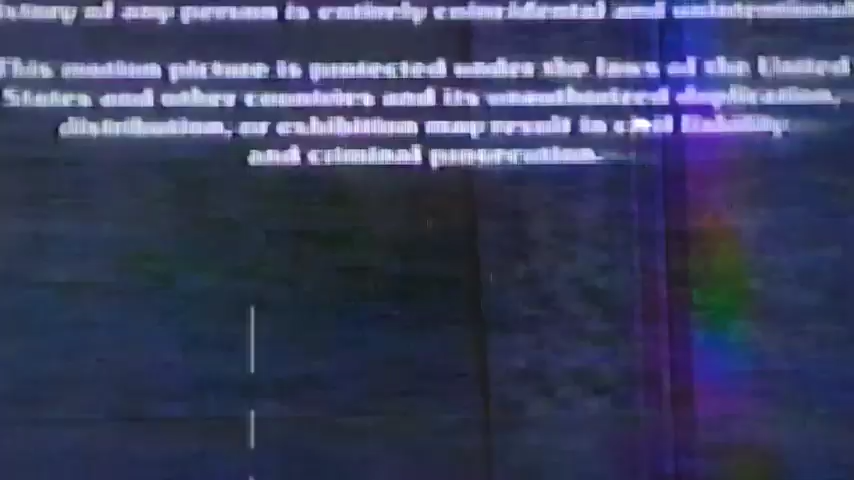 istory of any person is entirely coincidental and unintentional
This motion picture is protected under the laws of the United
States and other countries and its unauthorized duplication,
distribution, or exhibition may result in civil liability
and criminal prosecution.